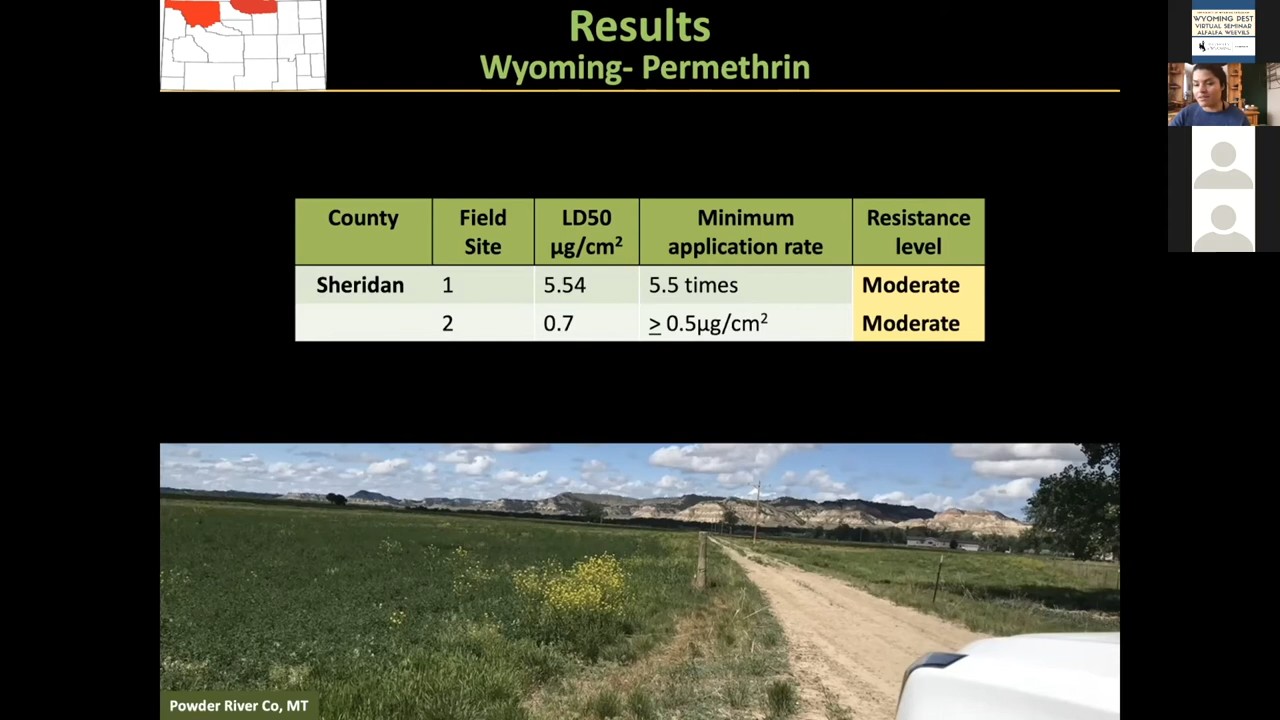 Results
Wyoming- Permethrin
WYOMING PEST
VIRTUAL SEMINAR
ALFALFA WEEVILS
County
Field
Site
LD50
µg/cm²
Minimum
application rate
Resistance
level
Sheridan 1 5.54 5.5 times Moderate
2 0.7 ≥ 0.5µg/cm² Moderate
Powder River Co, MT